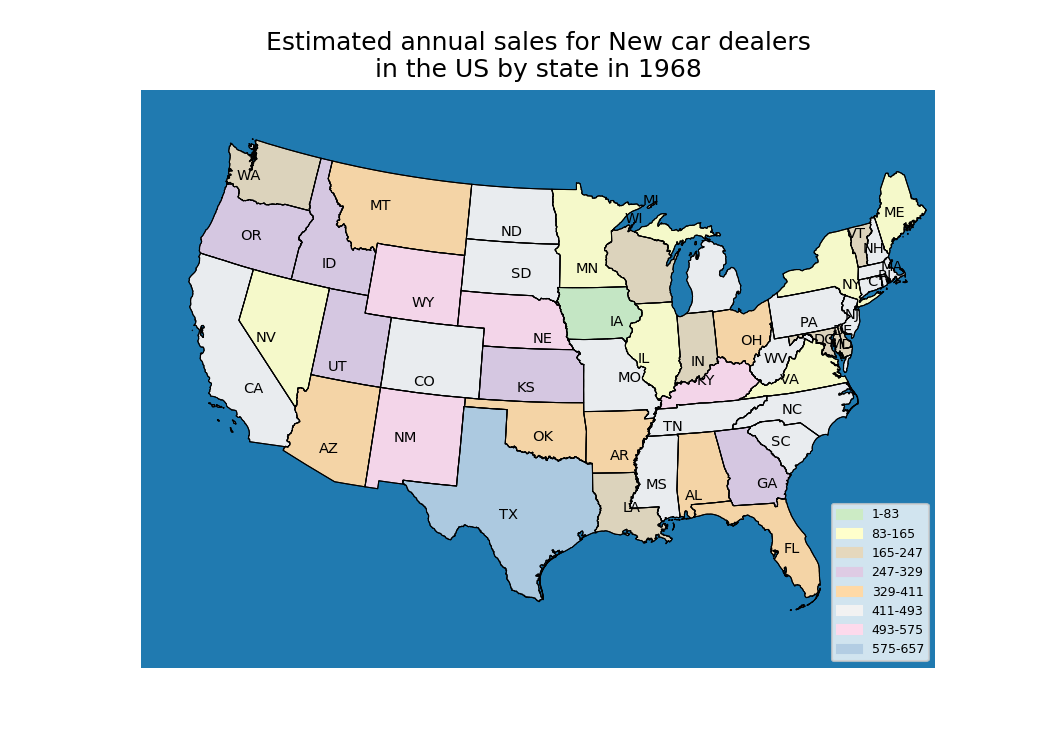 Estimated annual sales for New car dealers
in the US by state in 1968
WA
MT
ND
MN
WI
MI
ME
VT
NH
MA
RI
CT
NY
OR
ID
SD
WY
IA
NE
PA
NJ
DE
MD
DC
OH
IN
IL
NV
UT
CO
KS
MO
KY
WV
VA
CA
AZ
NM
OK
AR
TN
NC
SC
MS
AL
GA
TX
LA
FL
1-83
83-165
165-247
247-329
329-411
411-493
493-575
575-657